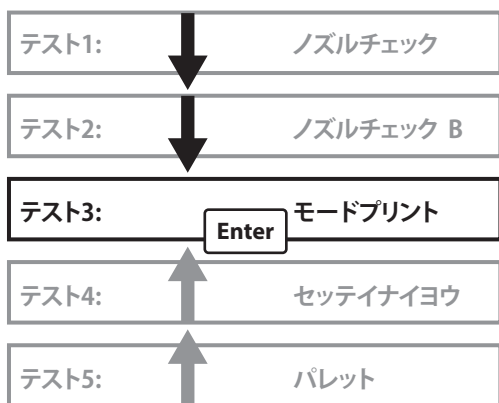 テスト1: ノズルチェック
テスト2: ノズルチェック B
テスト3: モードプリント
Enter
テスト4: セッテイナイヨウ
テスト5: パレット